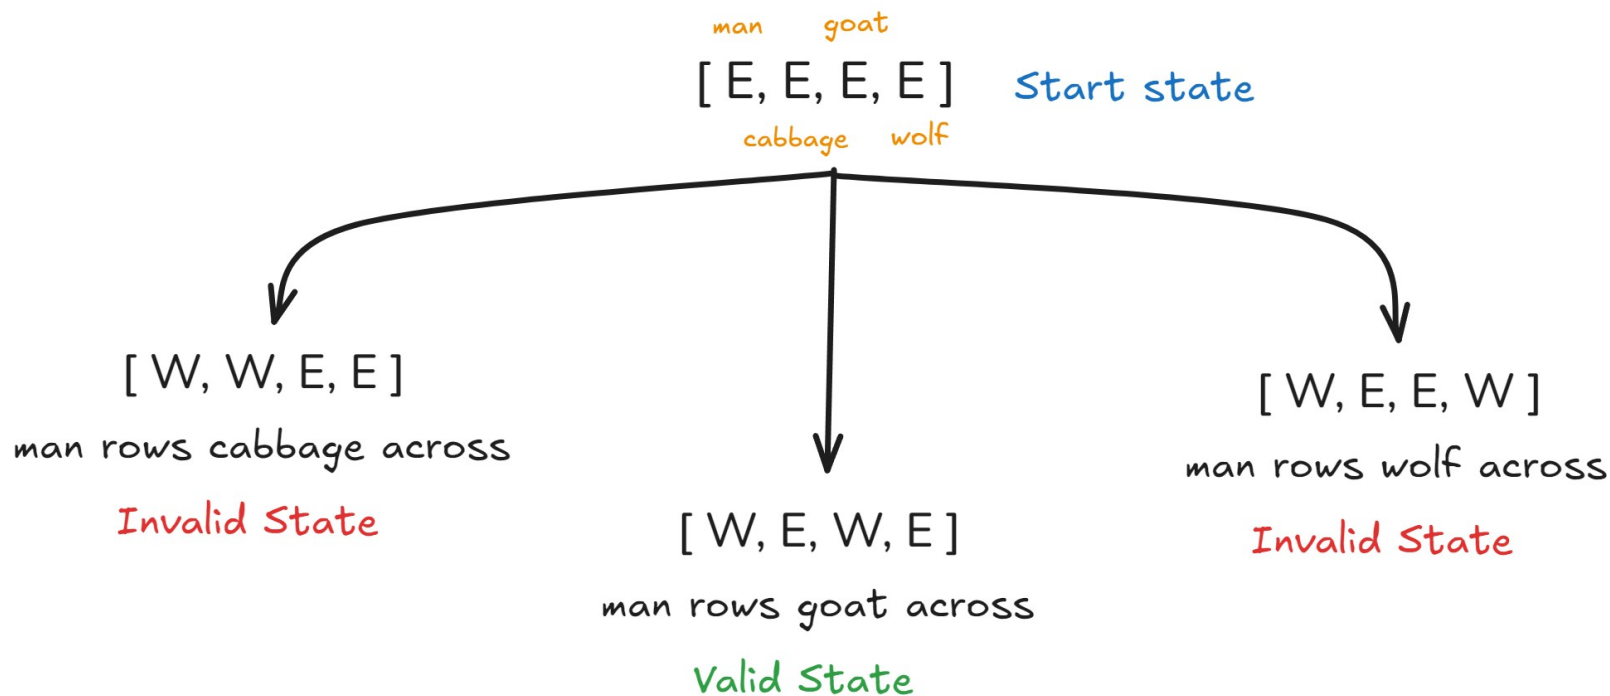 man goat
[ E, E, E, E ] Start state
cabbage wolf
[ W, W, E, E ]
man rows cabbage across
Invalid State
[ W, E, W, E ]
man rows goat across
Valid State
[ W, E, E, W ]
man rows wolf across
Invalid State